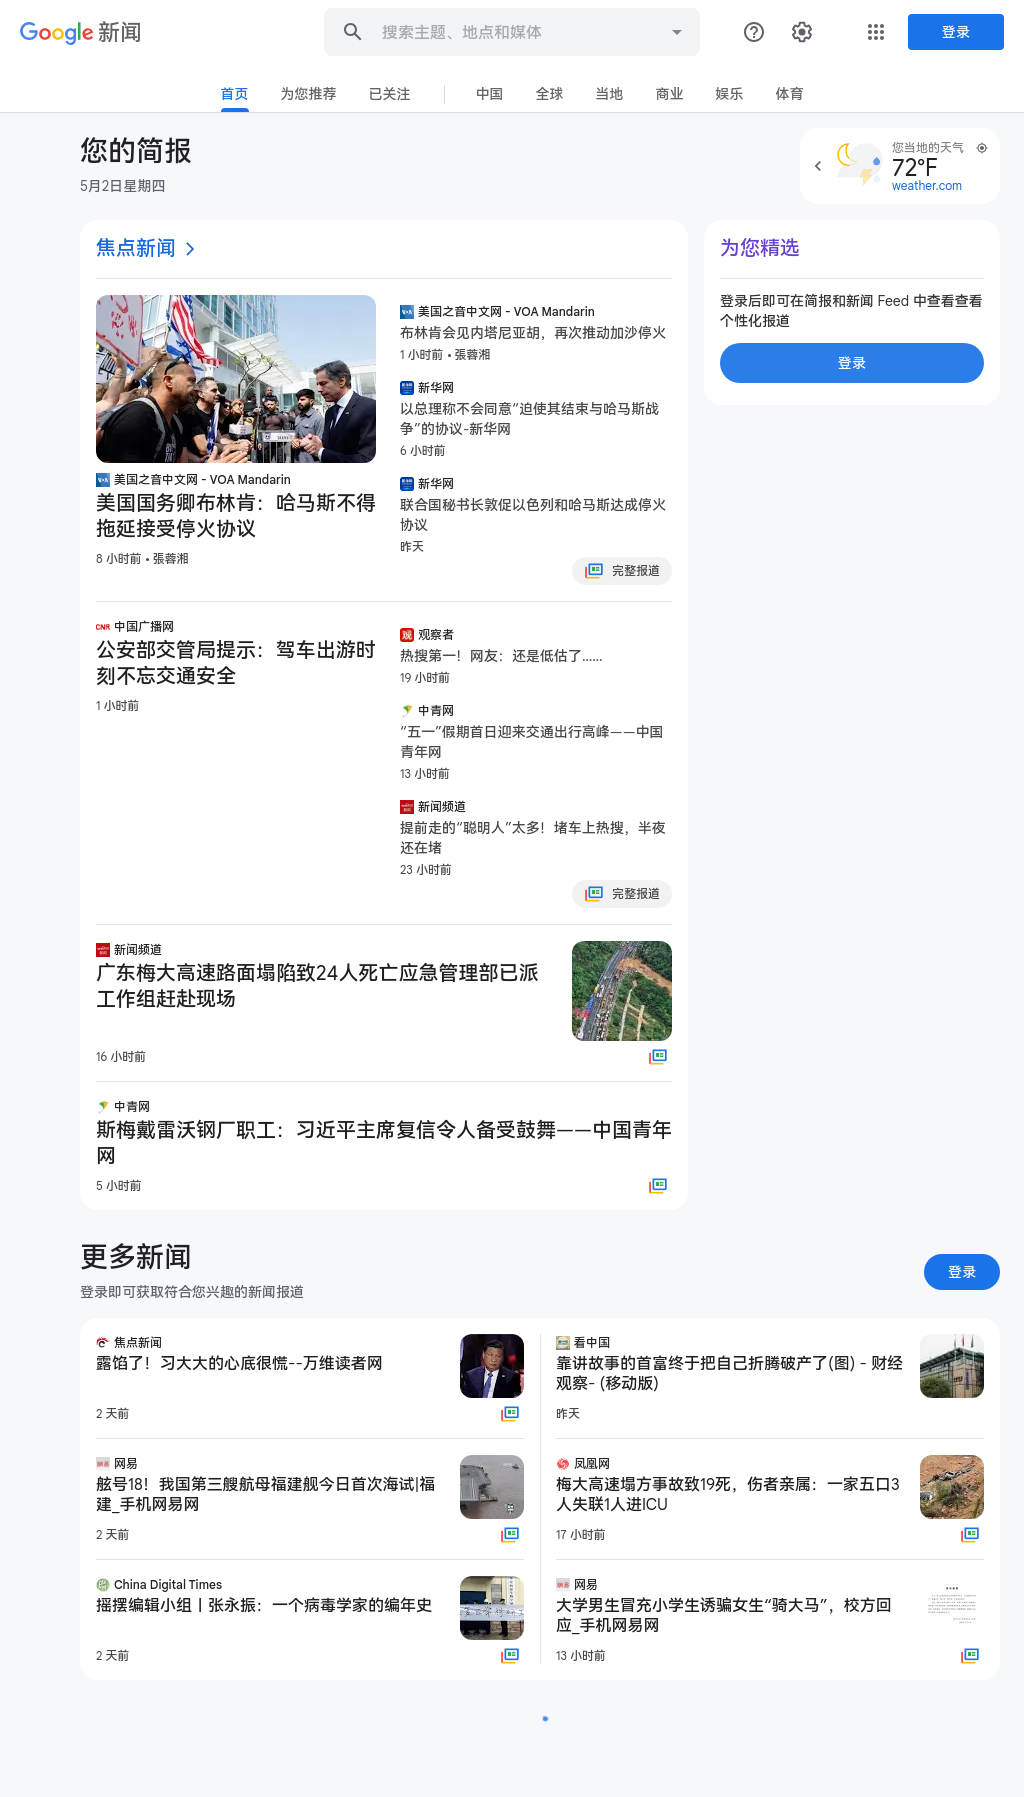 Google 新闻
搜索主题、地点和媒体
登录
首页
为您推荐
已关注
中国
全球
当地
商业
娱乐
体育
您的简报
5月2日星期四
您当地的天气
72°F
weather.com
焦点新闻
美国之音中文网 - VOA Mandarin
美国国务卿布林肯：哈马斯不得
拖延接受停火协议
8 小时前 • 張蓉湘
美国之音中文网 - VOA Mandarin
布林肯会见内塔尼亚胡，再次推动加沙停火
1 小时前 • 張蓉湘
新华网
以总理称不会同意“迫使其结束与哈马斯战
争”的协议-新华网
6 小时前
新华网
联合国秘书长敦促以色列和哈马斯达成停火
协议
昨天
完整报道
为您精选
登录后即可在简报和新闻 Feed 中查看查看
个性化报道
登录
CNR 中国广播网
公安部交管局提示：驾车出游时
刻不忘交通安全
1 小时前
观 观察者
热搜第一！网友：还是低估了……
19 小时前
中青网
“五一”假期首日迎来交通出行高峰——中国
青年网
13 小时前
新闻频道
提前走的“聪明人”太多！堵车上热搜，半夜
还在堵
23 小时前
完整报道
新闻频道
广东梅大高速路面塌陷致24人死亡应急管理部已派
工作组赶赴现场
16 小时前
中青网
斯梅戴雷沃钢厂职工：习近平主席复信令人备受鼓舞——中国青年
网
5 小时前
更多新闻
登录即可获取符合您兴趣的新闻报道
登录
焦点新闻
露馅了！习大大的心底很慌--万维读者网
2 天前
看中国
靠讲故事的首富终于把自己折腾破产了(图) - 财经
观察- (移动版)
昨天
网易
舷号18！我国第三艘航母福建舰今日首次海试|福
建_手机网易网
2 天前
凤凰网
梅大高速塌方事故致19死，伤者亲属：一家五口3
人失联1人进ICU
17 小时前
China Digital Times
摇摆编辑小组丨张永振：一个病毒学家的编年史
2 天前
网易
大学男生冒充小学生诱骗女生“骑大马”，校方回
应_手机网易网
13 小时前